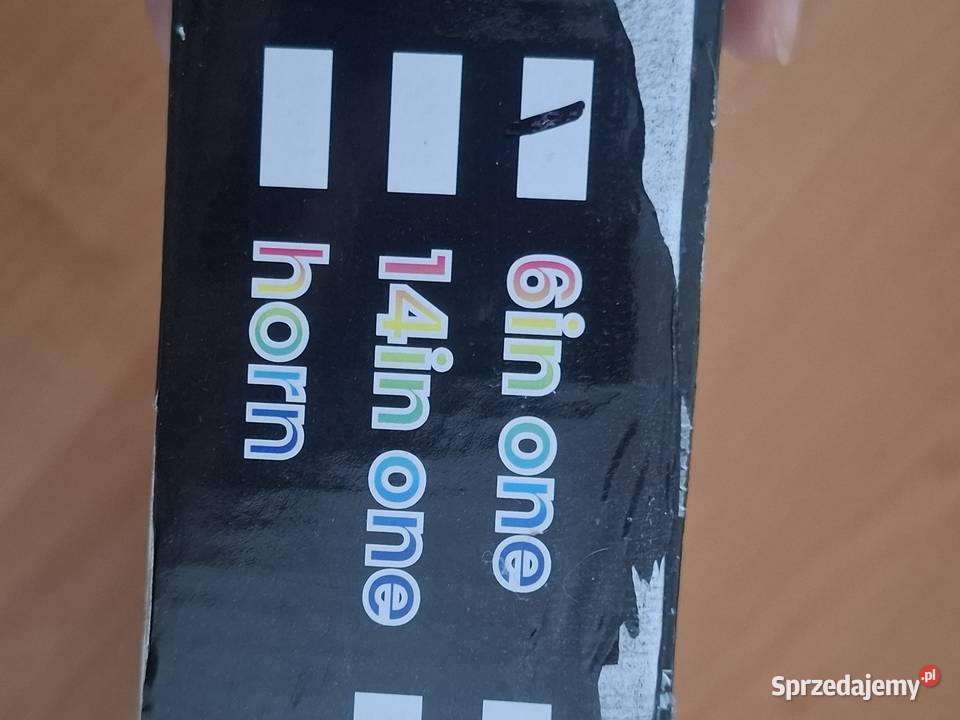 6in one
14in one
horn
Sprzedajemy.pl